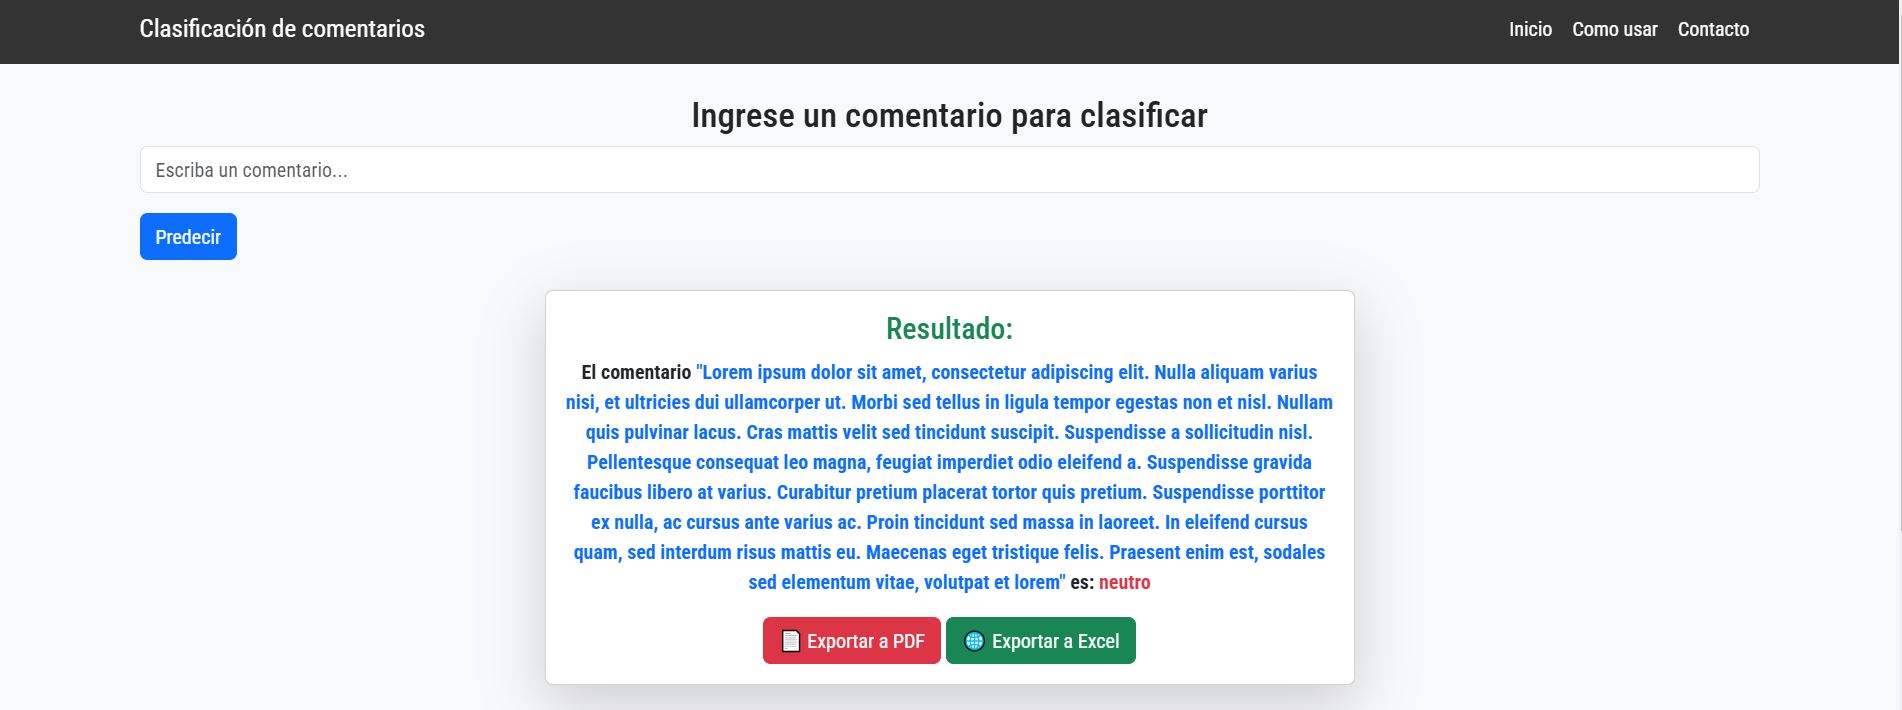 Clasificación de comentarios
Inicio Como usar Contacto
Ingrese un comentario para clasificar
Escriba un comentario...
Predecir
Resultado:
El comentario "Lorem ipsum dolor sit amet, consectetur adipiscing elit. Nulla aliquam varius
nisi, et ultricies dui ullamcorper ut. Morbi sed tellus in ligula tempor egestas non et nisl. Nullam
quis pulvinar lacus. Cras mattis velit sed tincidunt suscipit. Suspendisse a sollicitudin nisl.
Pellentesque consequat leo magna, feugiat imperdiet odio eleifend a. Suspendisse gravida
faucibus libero at varius. Curabitur pretium placerat tortor quis pretium. Suspendisse porttitor
ex nulla, ac cursus ante varius ac. Proin tincidunt sed massa in laoreet. In eleifend cursus
quam, sed interdum risus mattis eu. Maecenas eget tristique felis. Praesent enim est, sodales
sed elementum vitae, volutpat et lorem" es: neutro
Exportar a PDF Exportar a Excel